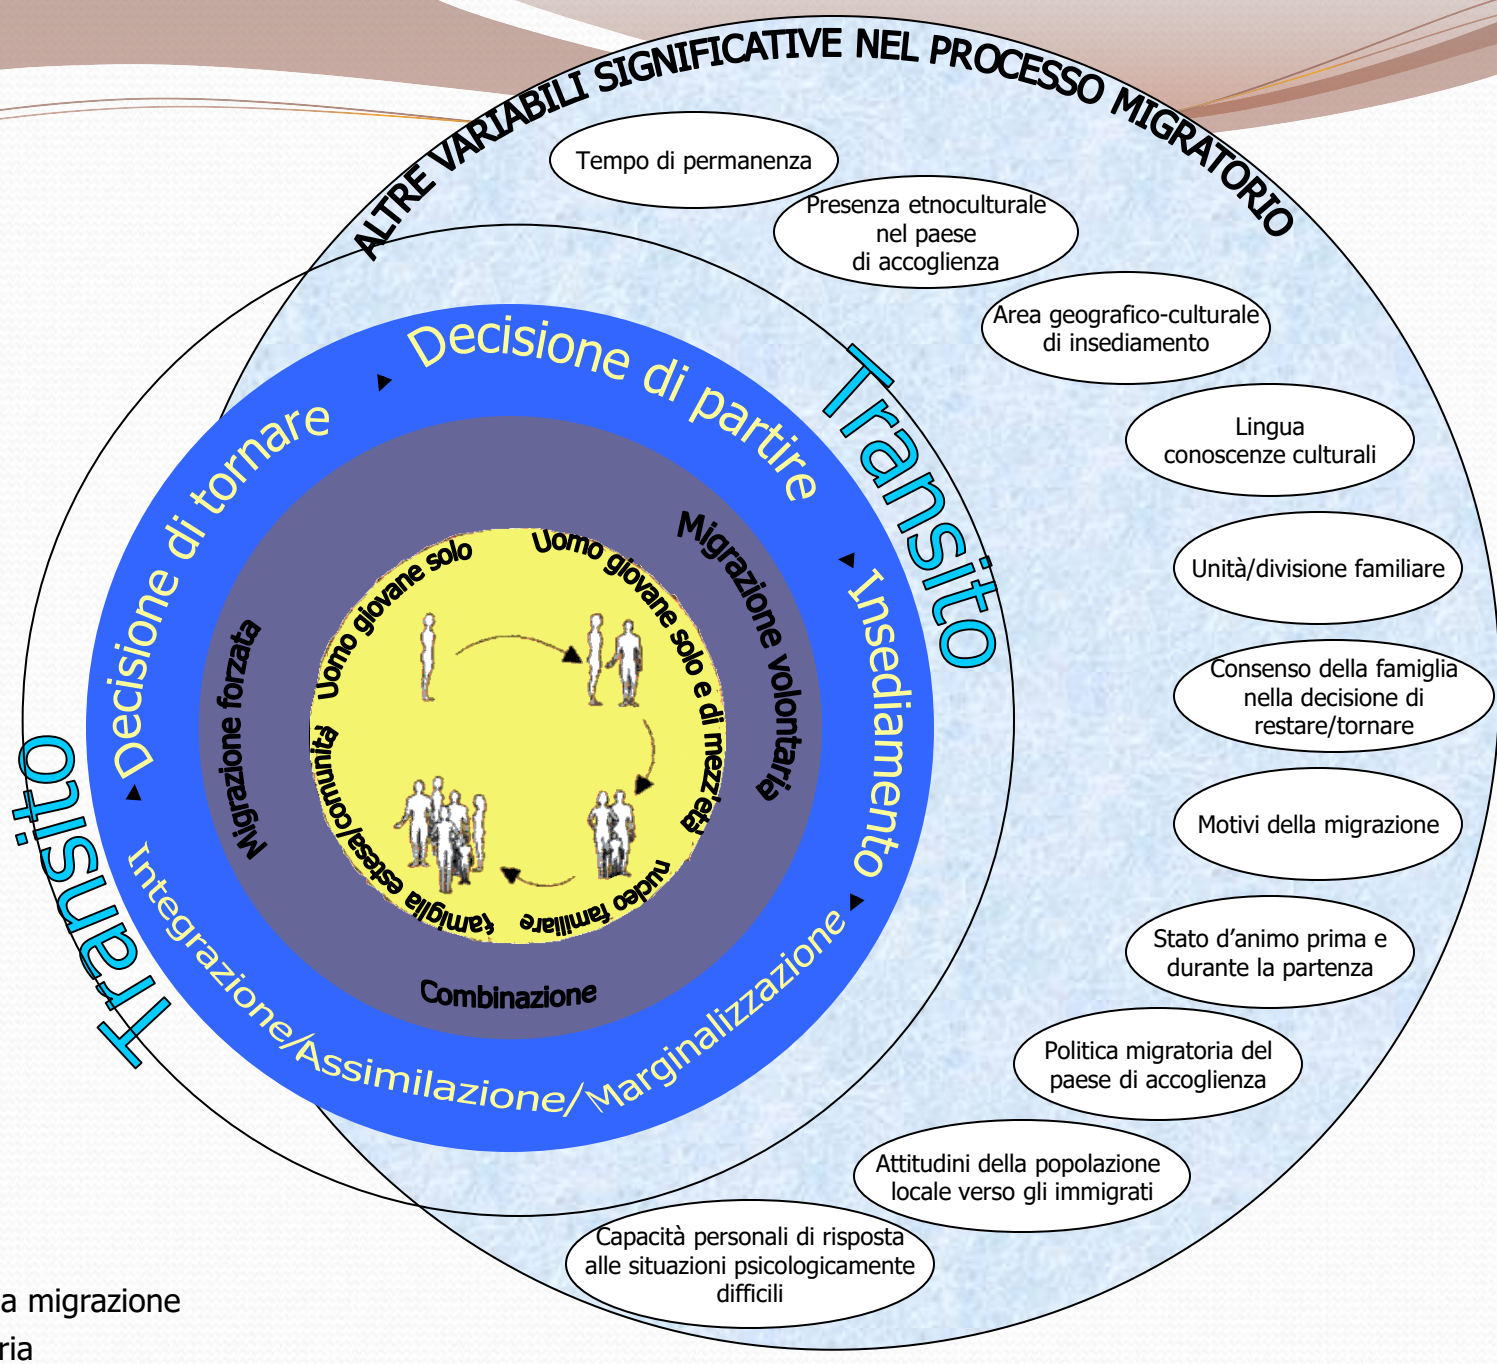 ALTRE VARIABILI SIGNIFICATIVE NEL PROCESSO MIGRATORIO
Tempo di permanenza
Presenza etnoculturale
nel paese
di accoglienza
Area geografico-culturale
di insediamento
Lingua
conoscenze culturali
Unità/divisione familiare
Consenso della famiglia
nella decisione di
restare/tornare
Motivi della migrazione
Stato d’animo prima e
durante la partenza
Politica migratoria del
paese di accoglienza
Attitudini della popolazione
locale verso gli immigrati
Capacità personali di risposta
alle situazioni psicologicamente
difficili
Transito
Transito
Decisione di partire
Insediamento
Integrazione/Assimilazione/Marginalizzazione
Decisione di tornare
Migrazione volontaria
Combinazione
Migrazione forzata
Uomo giovane solo
Uomo giovane solo e di mezz'età
nucleo familiare
famiglia estesa/comunità
a migrazione
ria